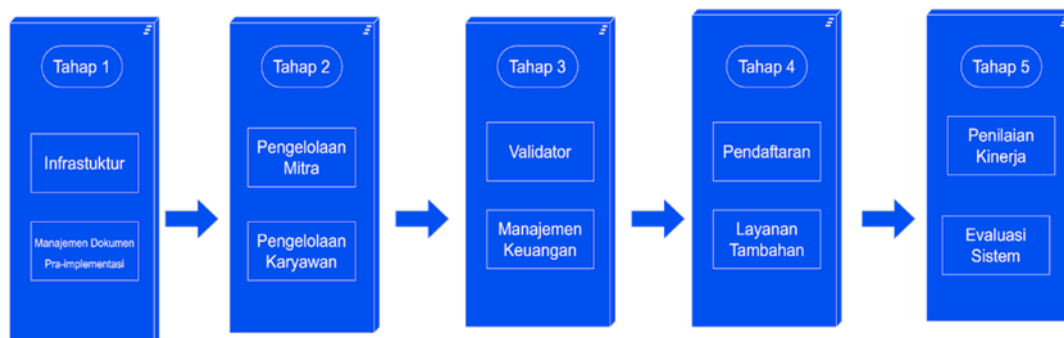 Tahap 1
Infrastuktur
Manajemen Dokumen
Pra-implementasi
Tahap 2
Pengelolaan
Mitra
Pengelolaan
Karyawan
Tahap 3
Validator
Manajemen
Keuangan
Tahap 4
Pendaftaran
Layanan
Tambahan
Tahap 5
Penilaian
Kinerja
Evaluasi
Sistem